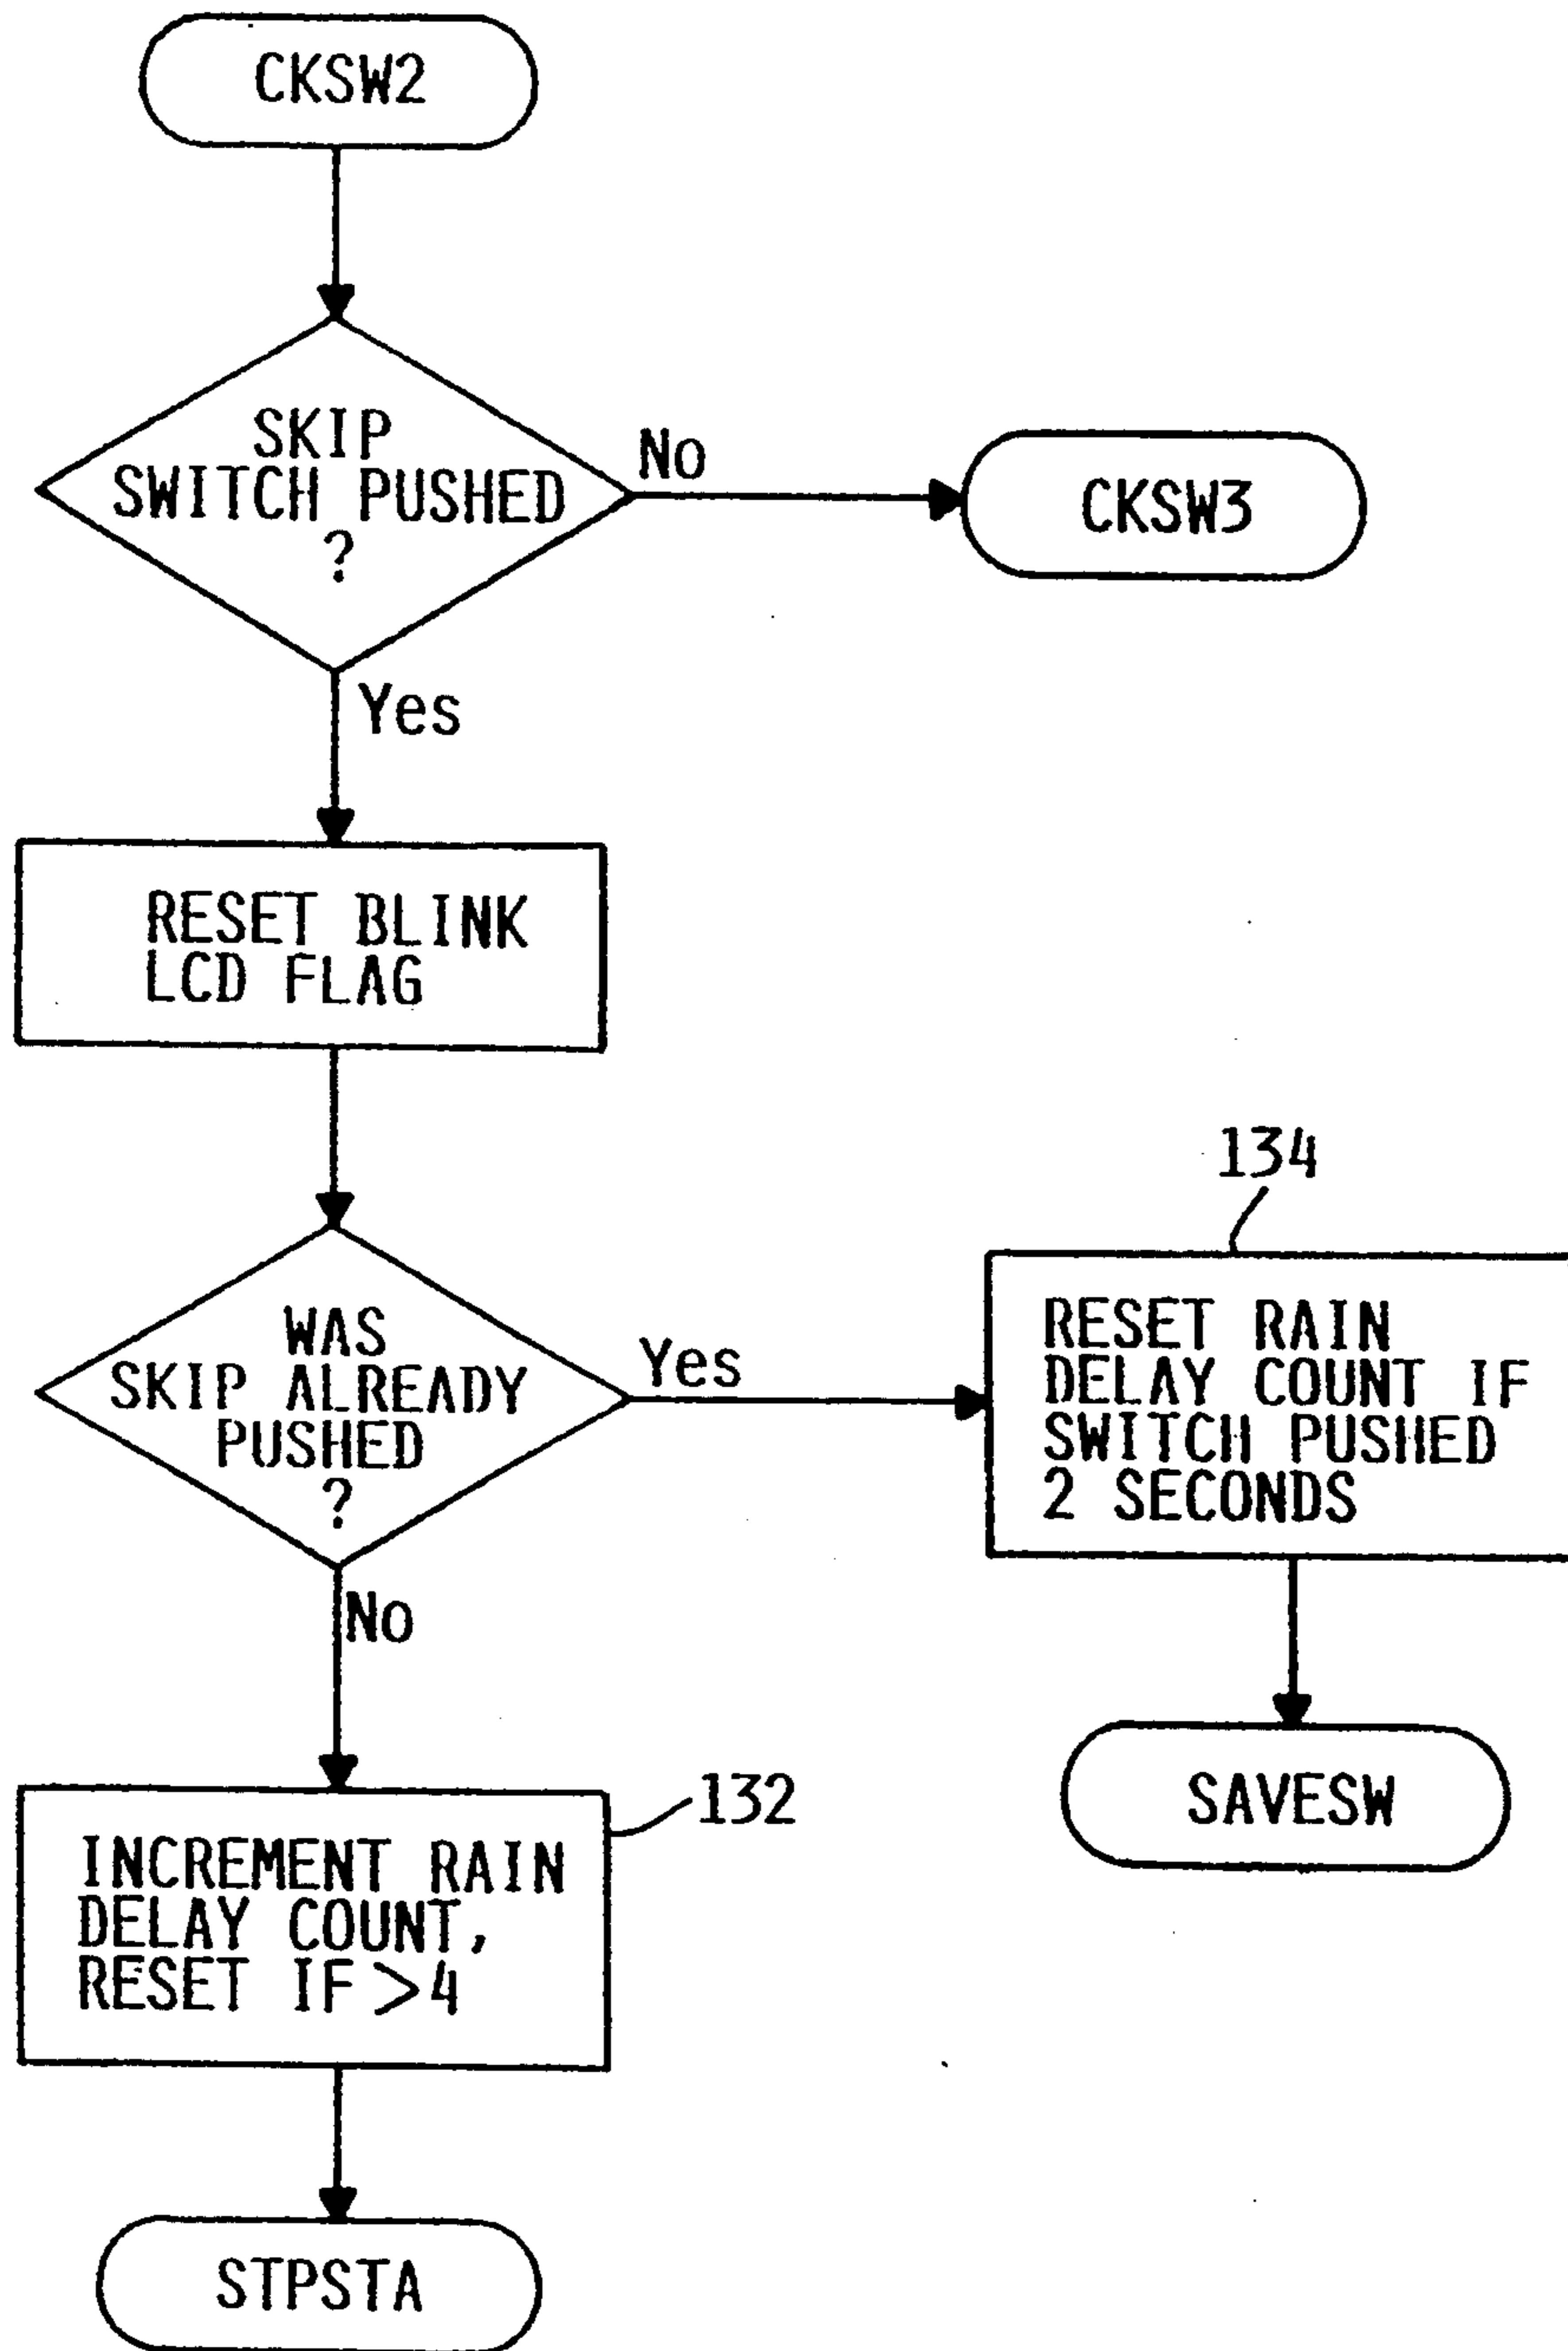 CKSW2
SKIP
SWITCH PUSHED
?
No
CKSW3
Yes
RESET BLINK
LCD FLAG
WAS
SKIP ALREADY
PUSHED
?
Yes
134
RESET RAIN
DELAY COUNT IF
SWITCH PUSHED
2 SECONDS
SAVESW
No
132
INCREMENT RAIN
DELAY COUNT,
RESET IF >4
STPSTA